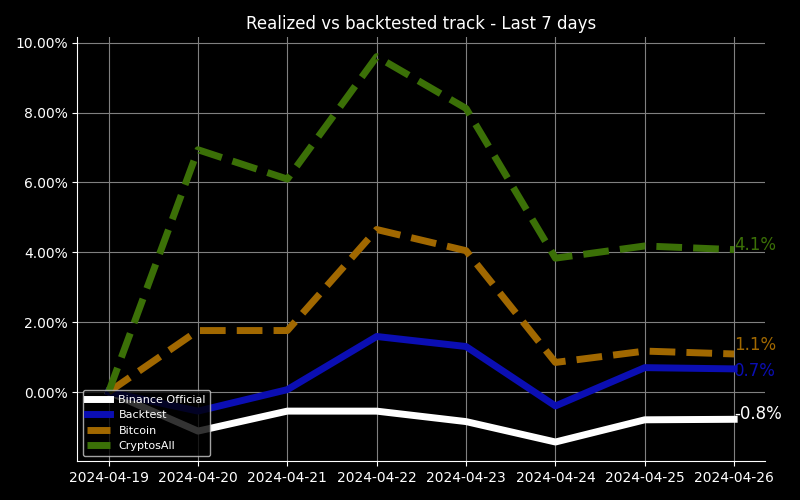 Realized vs backtested track - Last 7 days
10.00%
8.00%
6.00%
4.00%
2.00%
0.00%
4.1%
1.1%
0.7%
-0.8%
Binance Official
Backtest
Bitcoin
CryptosAll
2024-04-19 2024-04-20 2024-04-21 2024-04-22 2024-04-23 2024-04-24 2024-04-25 2024-04-26